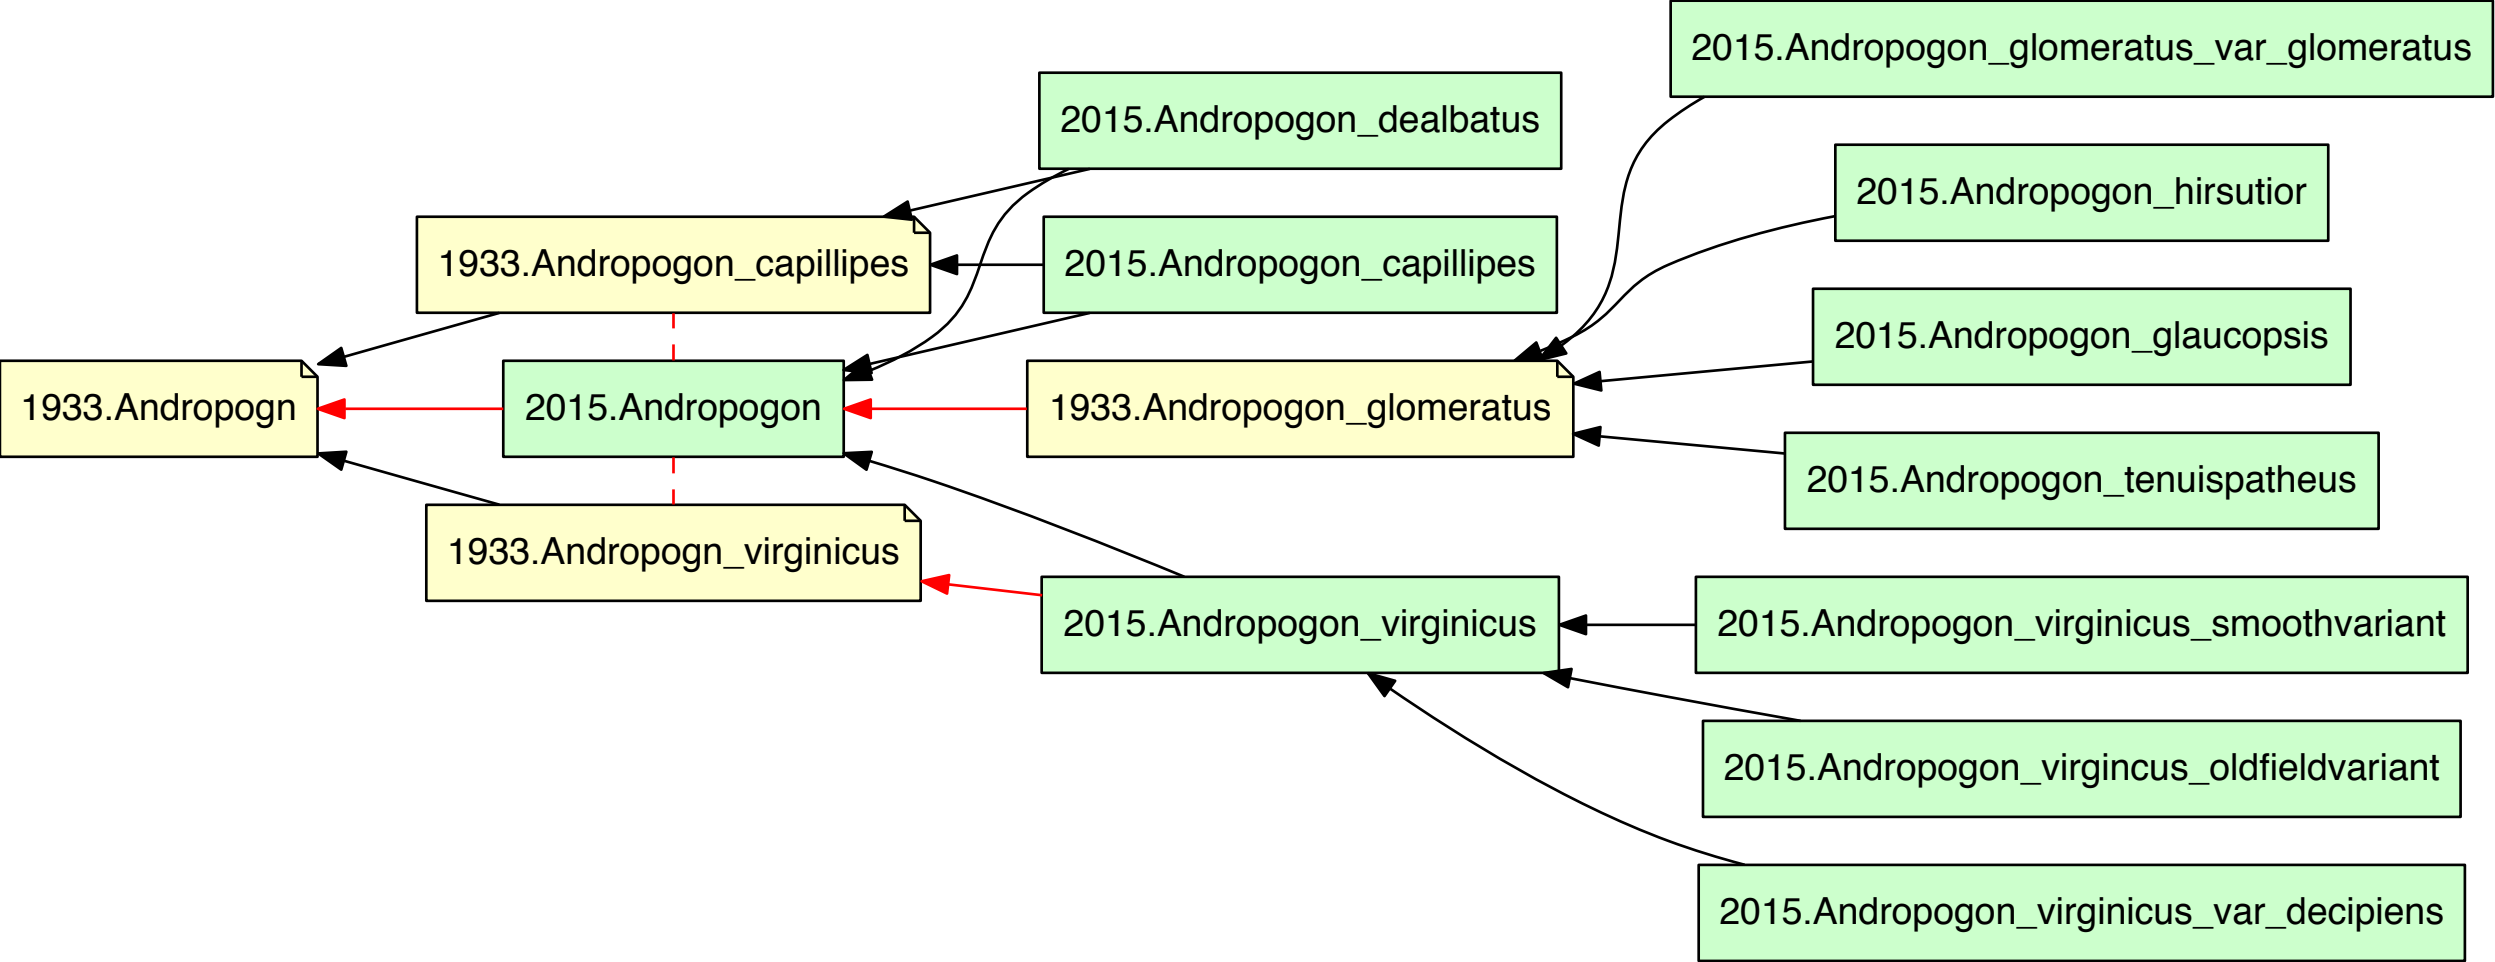 2015.Andropogon_glomeratus_var_glomeratus
2015.Andropogon_dealbatus
2015.Andropogon_hirsutior
1933.Andropogon_capillipes
2015.Andropogon_capillipes
2015.Andropogon_glaucopsis
1933.Andropogn
2015.Andropogon
1933.Andropogon_glomeratus
2015.Andropogon_tenuispatheus
1933.Andropogn_virginicus
2015.Andropogon_virginicus
2015.Andropogon_virginicus_smoothvariant
2015.Andropogon_virgincus_oldfieldvariant
2015.Andropogon_virginicus_var_decipiens